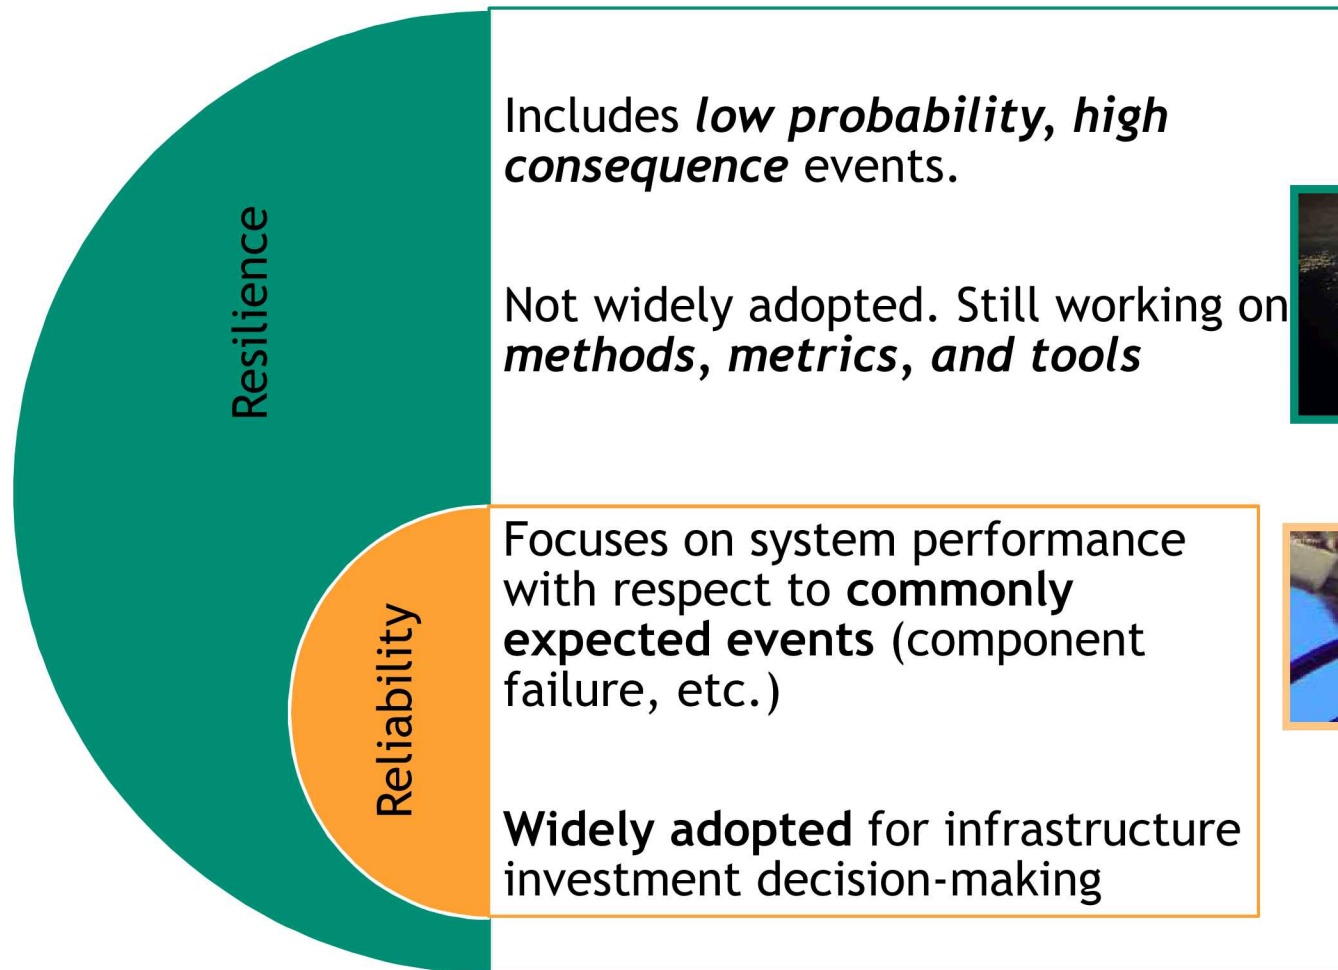 Resilience
Includes low probability, high
consequence events.
Not widely adopted. Still working on
methods, metrics, and tools
Reliability
Focuses on system performance
with respect to commonly
expected events (component
failure, etc.)
Widely adopted for infrastructure
investment decision-making